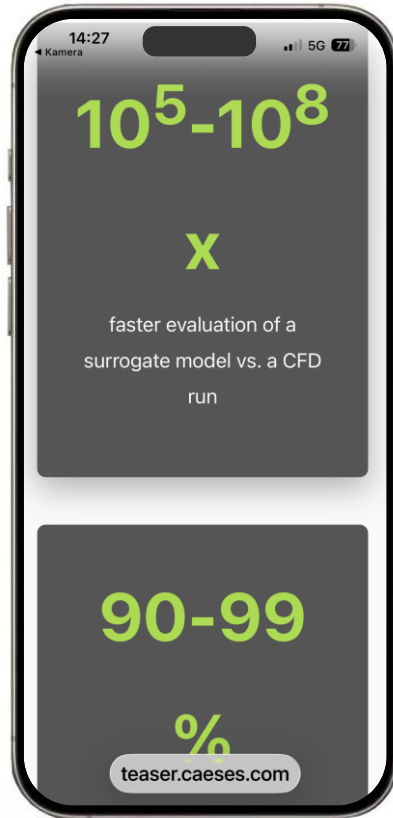 14:27
5G 77
◀ Kamera
10⁵-10⁸
x
faster evaluation of a
surrogate model vs. a CFD
run
90-99
%
teaser.caeses.com